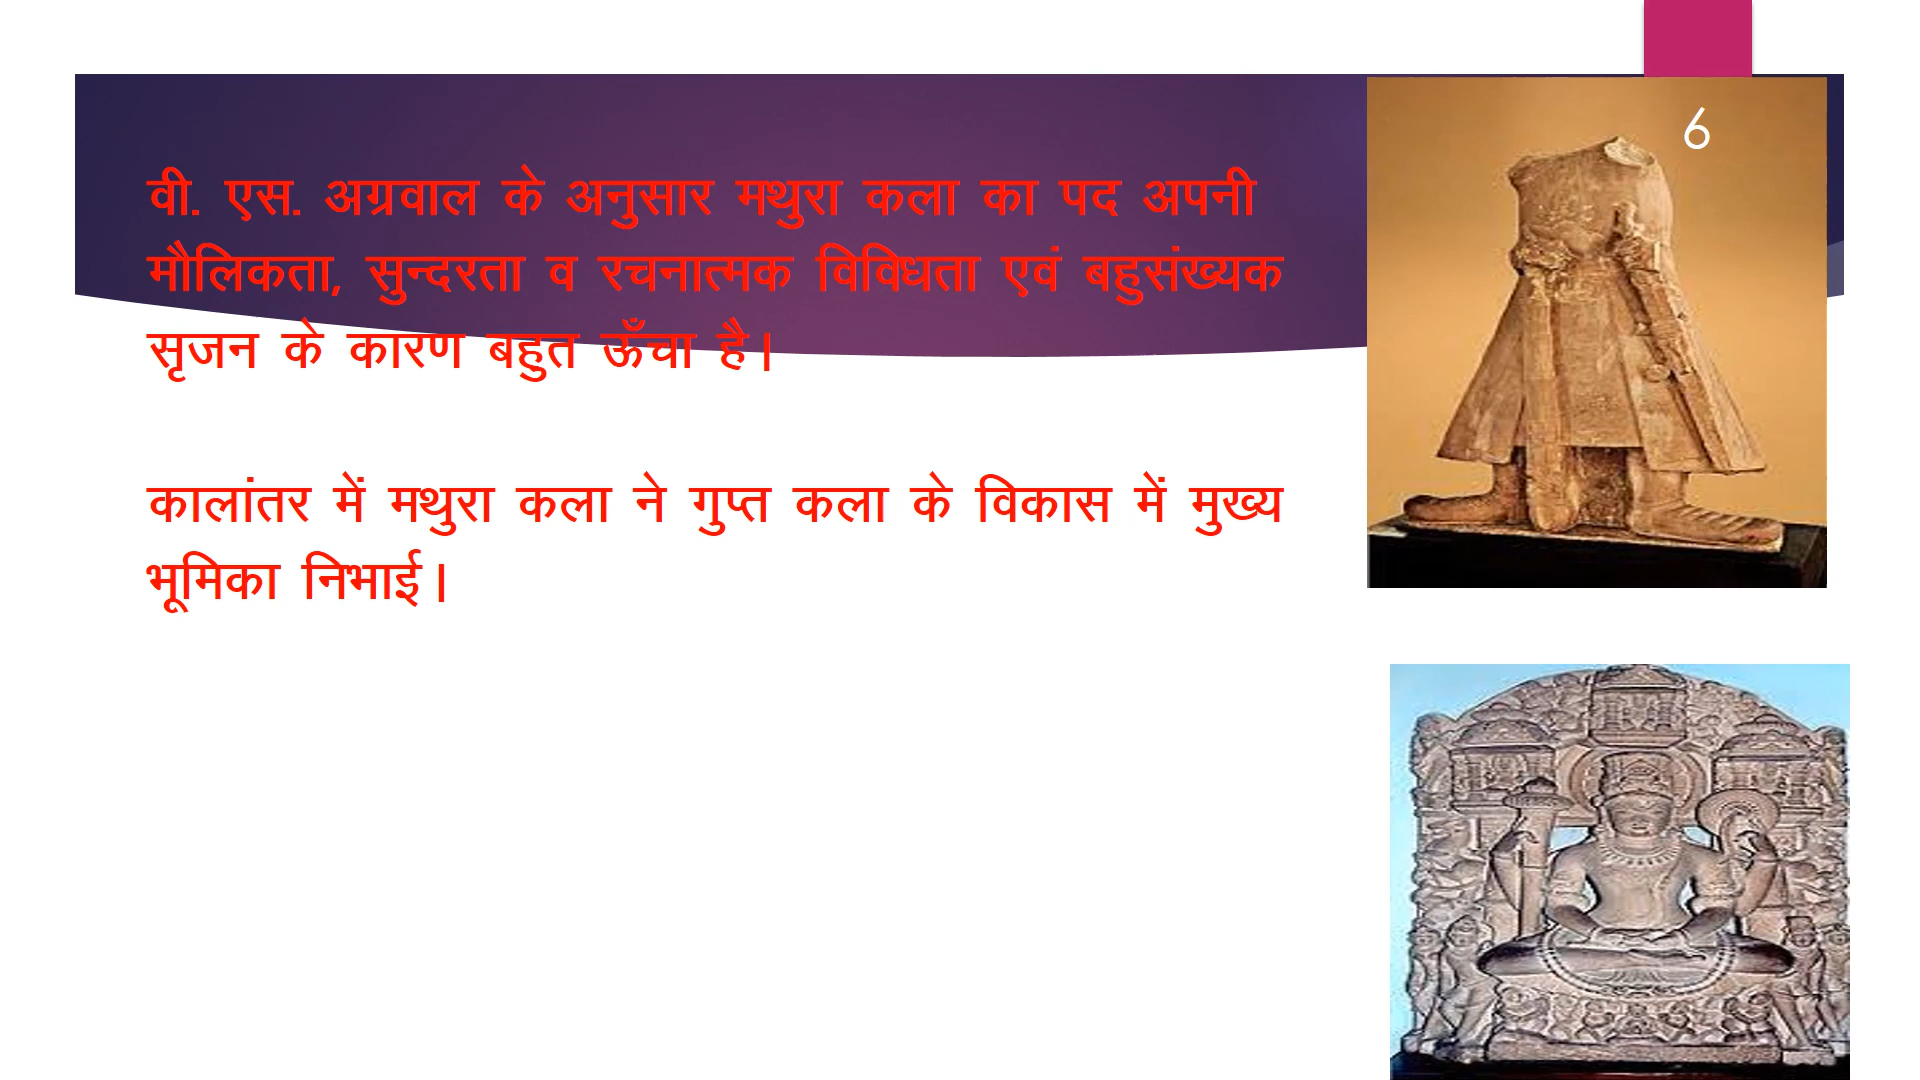 6
वी. एस. अग्रवाल के अनुसार मथुरा कला का पद अपनी
मौलिकता, सुन्दरता व रचनात्मक विविधता एवं बहुसंख्यक
सृजन के कारण बहुत ऊँचा है।
कालांतर में मथुरा कला ने गुप्त कला के विकास में मुख्य
भूमिका निभाई।